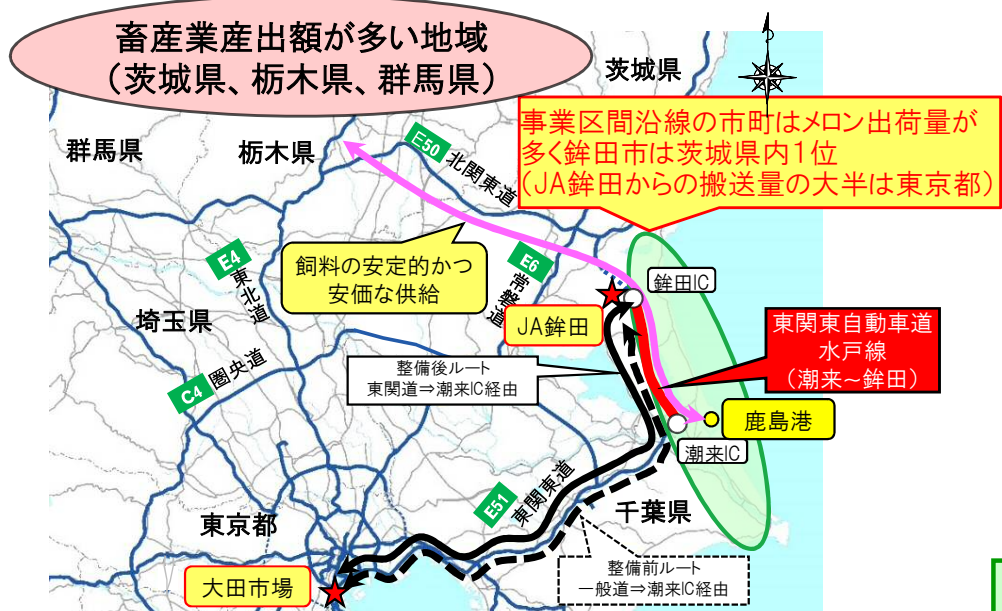 畜産業産出額が多い地域
（茨城県、栃木県、群馬県）
茨城県
事業区間沿線の市町はメロン出荷量が
多く鉾田市は茨城県内1位
(JA鉾田からの搬送量の大半は東京都)
群馬県
栃木県
E50
北関東道
飼料の安定的かつ
安価な供給
E4
東北道
E6
常磐道
鉾田IC
JA鉾田
埼玉県
東関東自動車道
水戸線
（潮来～鉾田）
整備後ルート
東関道⇒潮来IC経由
C4
圏央道
鹿島港
潮来IC
E51
東関東道
千葉県
東京都
整備前ルート
一般道⇒潮来IC経由
大田市場